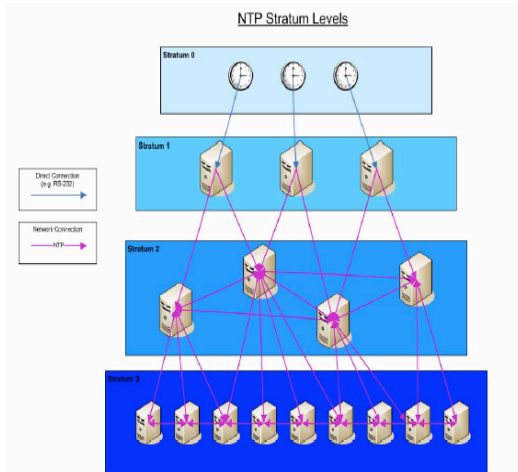 NTP Stratum Levels
Stratum 0
Stratum 1
Direct Connection
(e.g. RS-232)
Network Connection
NTP
Stratum 2
Stratum 3